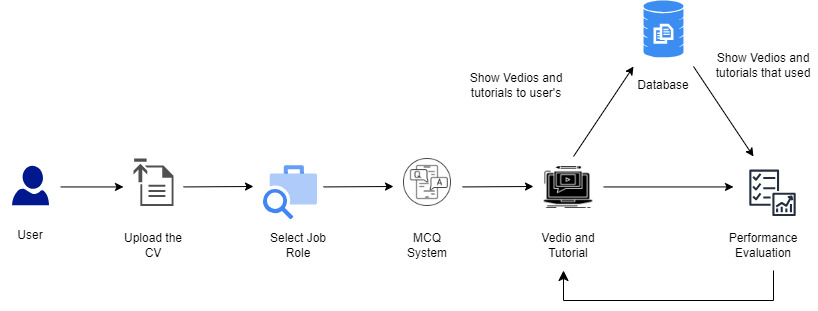 Show Vedios and
tutorials to user's
Database
Show Vedios and
tutorials that used
User
Upload the
CV
Select Job
Role
Q
A
MCQ
System
Vedio and
Tutorial
Performance
Evaluation